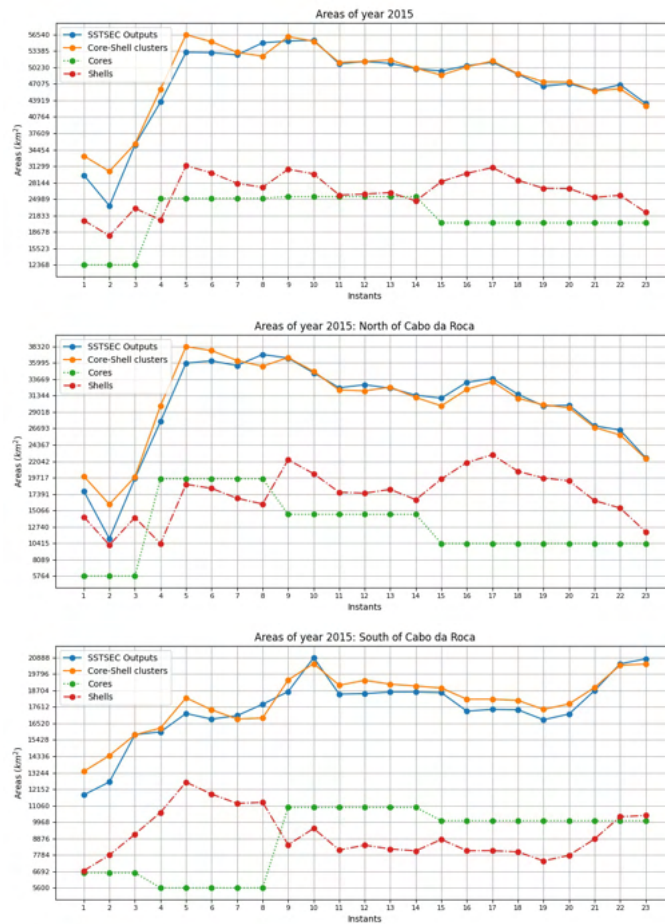 Areas of year 2015
SSTSEC Outputs
Core-Shell clusters
Cores
Shells
Areas (km²)
56540
53385
50230
47075
43919
40764
37609
34454
31299
28144
24989
21833
18678
15523
12368
1 2 3 4 5 6 7 8 9 10 11 12 13 14 15 16 17 18 19 20 21 22 23
Instants
Areas of year 2015: North of Cabo da Roca
SSTSEC Outputs
Core-Shell clusters
Cores
Shells
Areas (km²)
38320
35995
33669
31344
29018
26693
24367
22042
19717
17391
15066
12740
10415
8089
5764
1 2 3 4 5 6 7 8 9 10 11 12 13 14 15 16 17 18 19 20 21 22 23
Instants
Areas of year 2015: South of Cabo da Roca
SSTSEC Outputs
Core-Shell clusters
Cores
Shells
Areas (km²)
20888
19796
18704
17612
16520
15428
14336
13244
12152
11060
9968
8876
7784
6692
5600
1 2 3 4 5 6 7 8 9 10 11 12 13 14 15 16 17 18 19 20 21 22 23
Instants